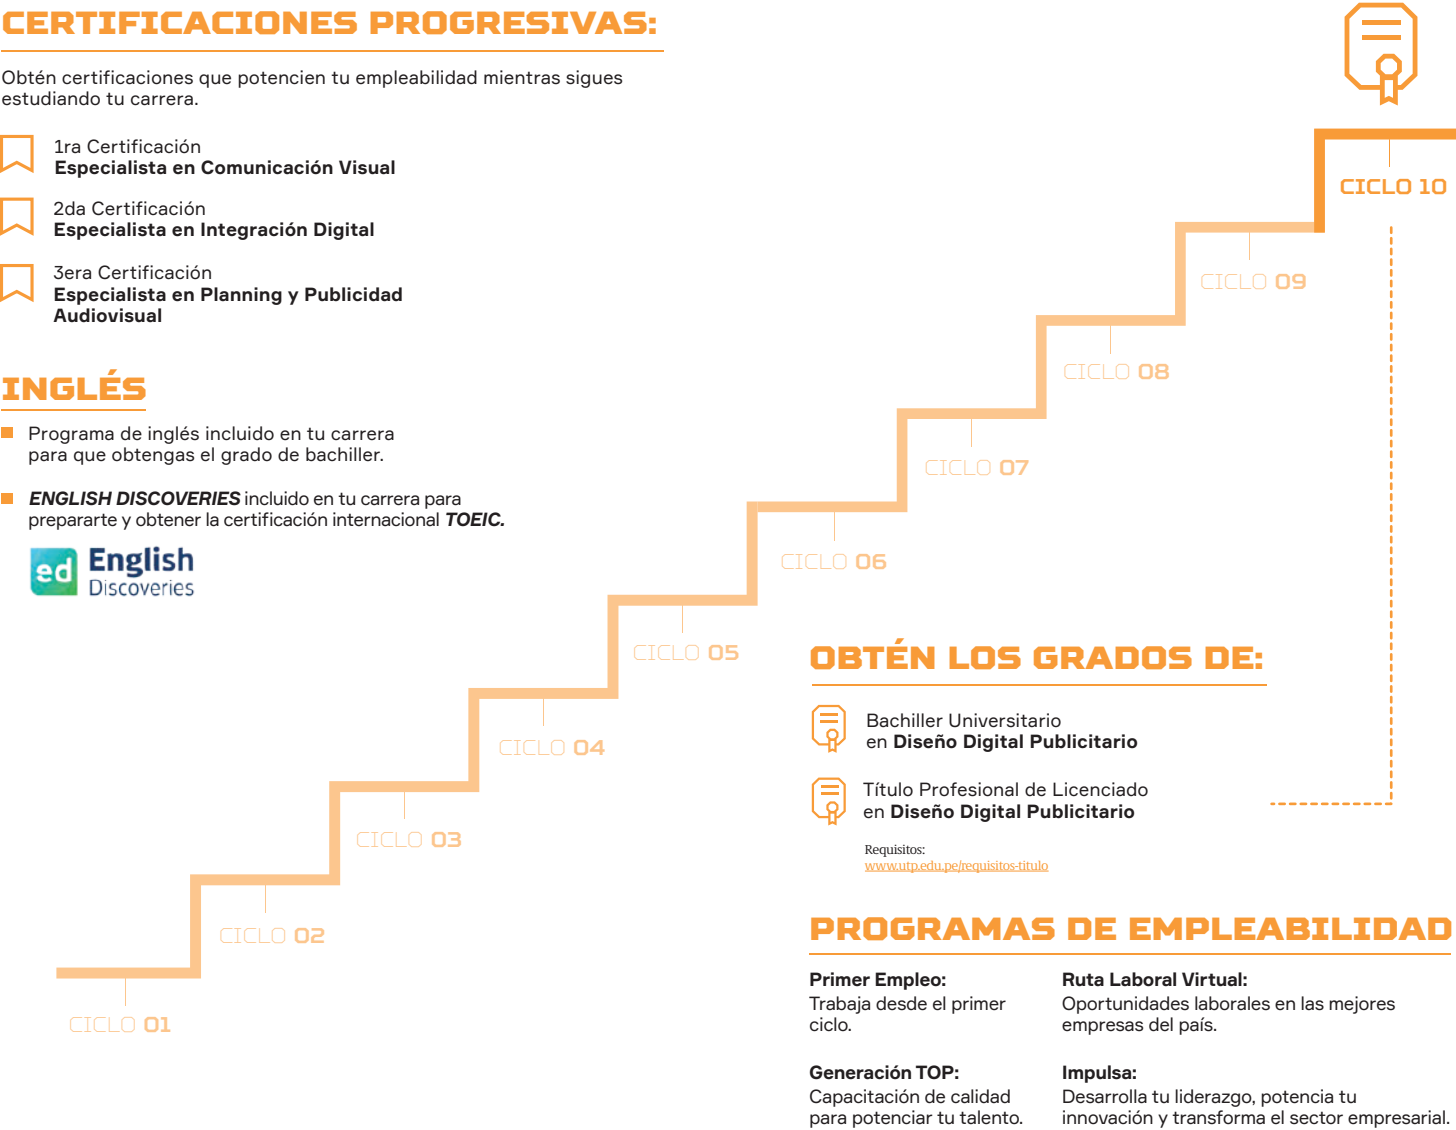 CERTIFICACIONES PROGRESIVAS:
Obtén certificaciones que potencien tu empleabilidad mientras sigues
estudiando tu carrera.
1ra Certificación
Especialista en Comunicación Visual
2da Certificación
Especialista en Integración Digital
3era Certificación
Especialista en Planning y Publicidad
Audiovisual
INGLÉS
Programa de inglés incluido en tu carrera
para que obtengas el grado de bachiller.
ENGLISH DISCOVERIES incluido en tu carrera para
prepararte y obtener la certificación internacional TOEIC.
ed English
Discoveries
CICLO 10
CICLO 09
CICLO 08
CICLO 07
CICLO 06
CICLO 05
CICLO 04
CICLO 03
CICLO 02
CICLO 01
OBTÉN LOS GRADOS DE:
Bachiller Universitario
en Diseño Digital Publicitario
Título Profesional de Licenciado
en Diseño Digital Publicitario
Requisitos:
www.utp.edu.pe/requisitos-titulo
PROGRAMAS DE EMPLEABILIDAD
Primer Empleo:
Trabaja desde el primer
ciclo.
Ruta Laboral Virtual:
Oportunidades laborales en las mejores
empresas del país.
Generación TOP:
Capacitación de calidad
para potenciar tu talento.
Impulsa:
Desarrolla tu liderazgo, potencia tu
innovación y transforma el sector empresarial.